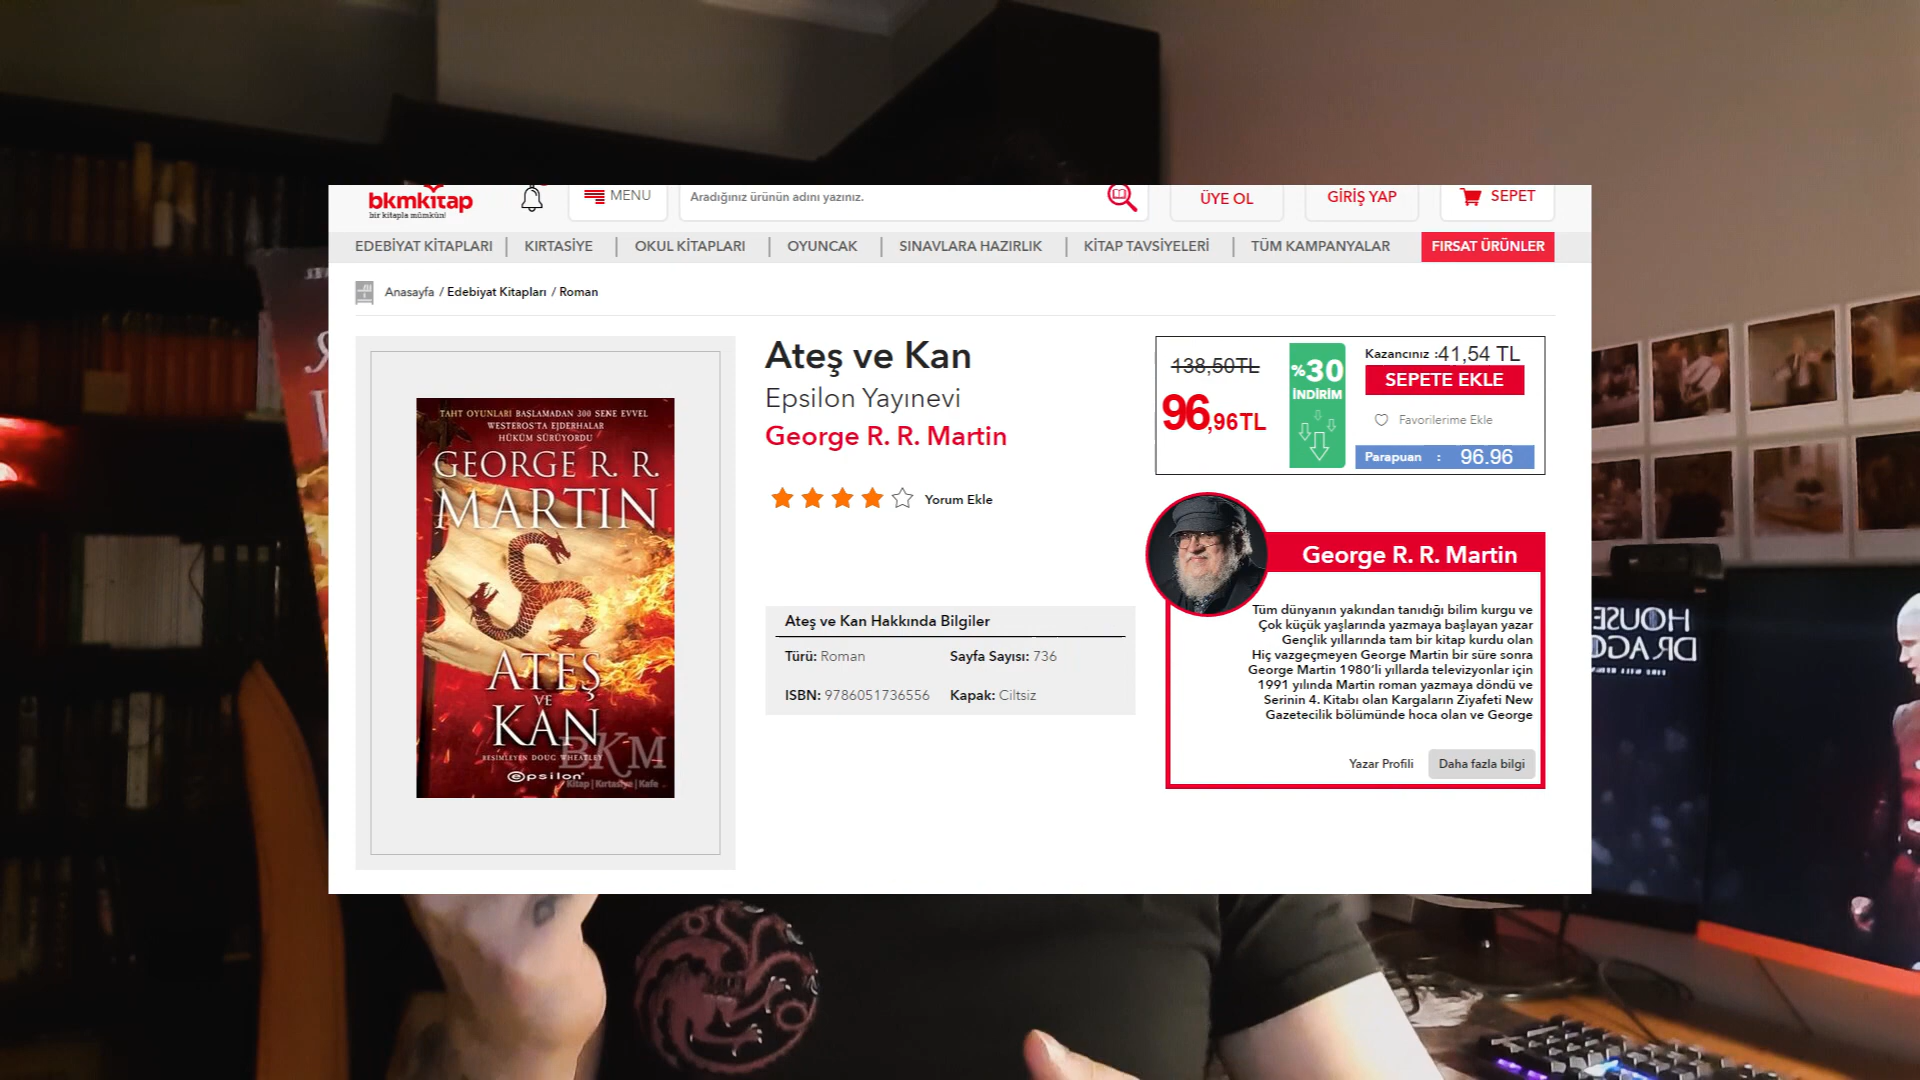 bkmkitap
bir kitapla mümkün!
MENU
Aradığınız ürünün adını yazınız.
ÜYE OL
GİRİŞ YAP
SEPET
EDEBİYAT KİTAPLARI
KIRTASİYE
OKUL KİTAPLARI
OYUNCAK
SINAVLARA HAZIRLIK
KİTAP TAVSİYELERİ
TÜM KAMPANYALAR
FIRSAT ÜRÜNLER
Anasayfa / Edebiyat Kitapları / Roman
TAHT OYUNLARI BAŞLAMADAN 300 SENE EVVEL
WESTEROS'TA EJDERHALAR
HÜKÜM SÜRÜYORDU
GEORGE R. R.
MARTIN
ATEŞ
VE
KAN
RESİMLEYEN DOUG WHEATLEY
epsilon
BKM
Kitap | Kırtasiye | Kafe
Ateş ve Kan
Epsilon Yayınevi
George R. R. Martin
Yorum Ekle
Ateş ve Kan Hakkında Bilgiler
Türü: Roman
Sayfa Sayısı: 736
ISBN: 9786051736556
Kapak: Ciltsiz
138,50TL
96,96TL
%30
İNDİRİM
Kazancınız :41,54 TL
SEPETE EKLE
Favorilerime Ekle
Parapuan : 96.96
George R. R. Martin
Tüm dünyanın yakından tanıdığı bilim kurgu ve
Çok küçük yaşlarında yazmaya başlayan yazar
Gençlik yıllarında tam bir kitap kurdu olan
Hiç vazgeçmeyen George Martin bir süre sonra
George Martin 1980'li yıllarda televizyonlar için
1991 yılında Martin roman yazmaya döndü ve
Serinin 4. Kitabı olan Kargaların Ziyafeti New
Gazetecilik bölümünde hoca olan ve George
Yazar Profili
Daha fazla bilgi
HOUSE
DRAGO